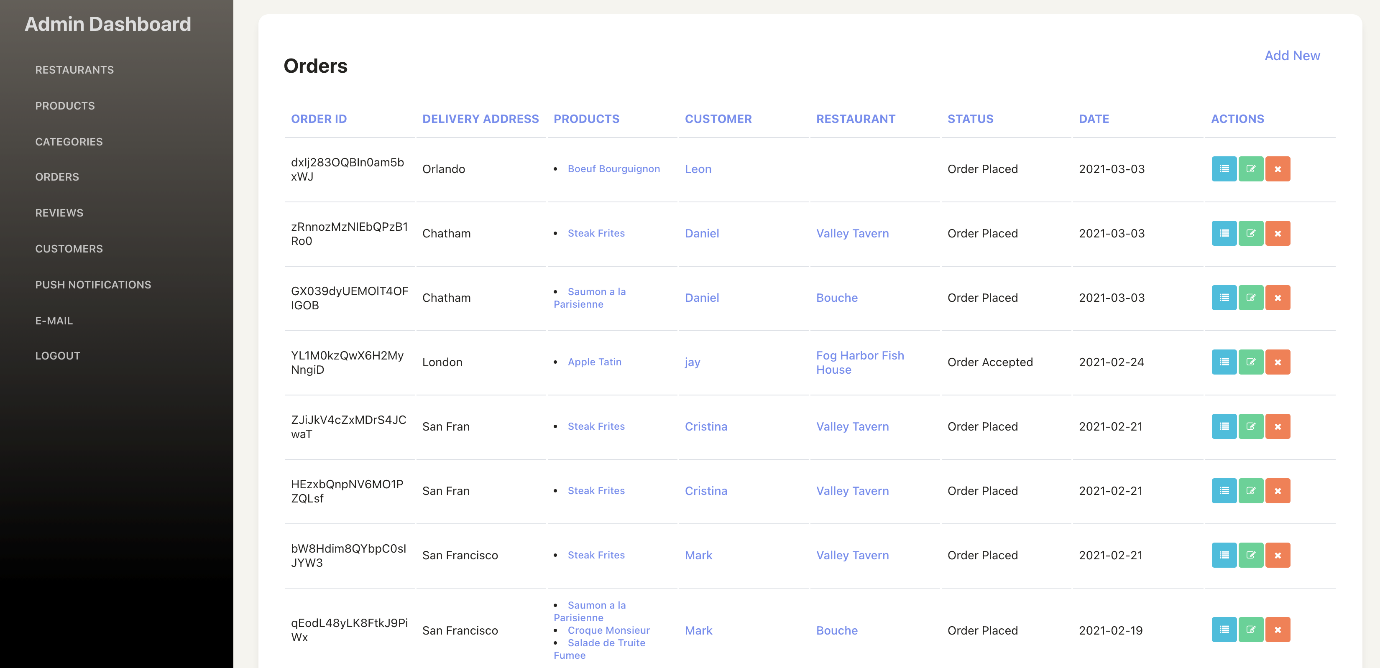 Admin Dashboard
RESTAURANTS
PRODUCTS
CATEGORIES
ORDERS
REVIEWS
CUSTOMERS
PUSH NOTIFICATIONS
E-MAIL
LOGOUT
Add New
Orders
ORDER ID DELIVERY ADDRESS PRODUCTS CUSTOMER RESTAURANT STATUS DATE ACTIONS
dxIj283OQBIn0am5b
xWJ
Orlando
• Boeuf Bourguignon
Leon
Order Placed
2021-03-03
zRnnozMzNIEbQPzB1
Ro0
Chatham
• Steak Frites
Daniel
Valley Tavern
Order Placed
2021-03-03
GX039dyUEMOIT4OF
IGOB
Chatham
• Saumon a la
Parisienne
Daniel
Bouche
Order Placed
2021-03-03
YL1M0kzQwX6H2My
NngiD
London
• Apple Tatin
jay
Fog Harbor Fish
House
Order Accepted
2021-02-24
ZJiJkV4cZxMDrS4JC
waT
San Fran
• Steak Frites
Cristina
Valley Tavern
Order Placed
2021-02-21
HEzxbQnpNV6MO1P
ZQLsf
San Fran
• Steak Frites
Cristina
Valley Tavern
Order Placed
2021-02-21
bW8Hdim8QYbpC0sI
JYW3
San Francisco
• Steak Frites
Mark
Valley Tavern
Order Placed
2021-02-21
qEodL48yLK8FtkJ9Pi
Wx
San Francisco
• Saumon a la
Parisienne
• Croque Monsieur
• Salade de Truite
Fumee
Mark
Bouche
Order Placed
2021-02-19